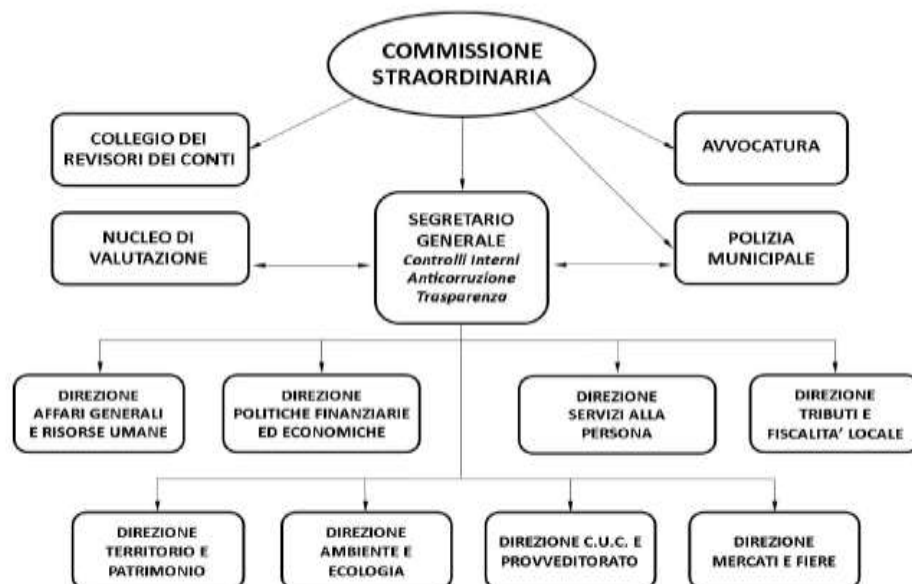 COMMISSIONE
STRAORDINARIA
COLLEGIO DEI
REVISORI DEI CONTI
AVVOCATURA
NUCLEO DI
VALUTAZIONE
SEGRETARIO
GENERALE
Controlli Interni
Anticorruzione
Trasparenza
POLIZIA
MUNICIPALE
DIREZIONE
AFFARI GENERALI
E RISORSE UMANE
DIREZIONE
POLITICHE FINANZIARIE
ED ECONOMICHE
DIREZIONE
SERVIZI ALLA
PERSONA
DIREZIONE
TRIBUTI E
FISCALITA' LOCALE
DIREZIONE
TERRITORIO E
PATRIMONIO
DIREZIONE
AMBIENTE E
ECOLOGIA
DIREZIONE C.U.C. E
PROVVEDITORATO
DIREZIONE
MERCATI E FIERE